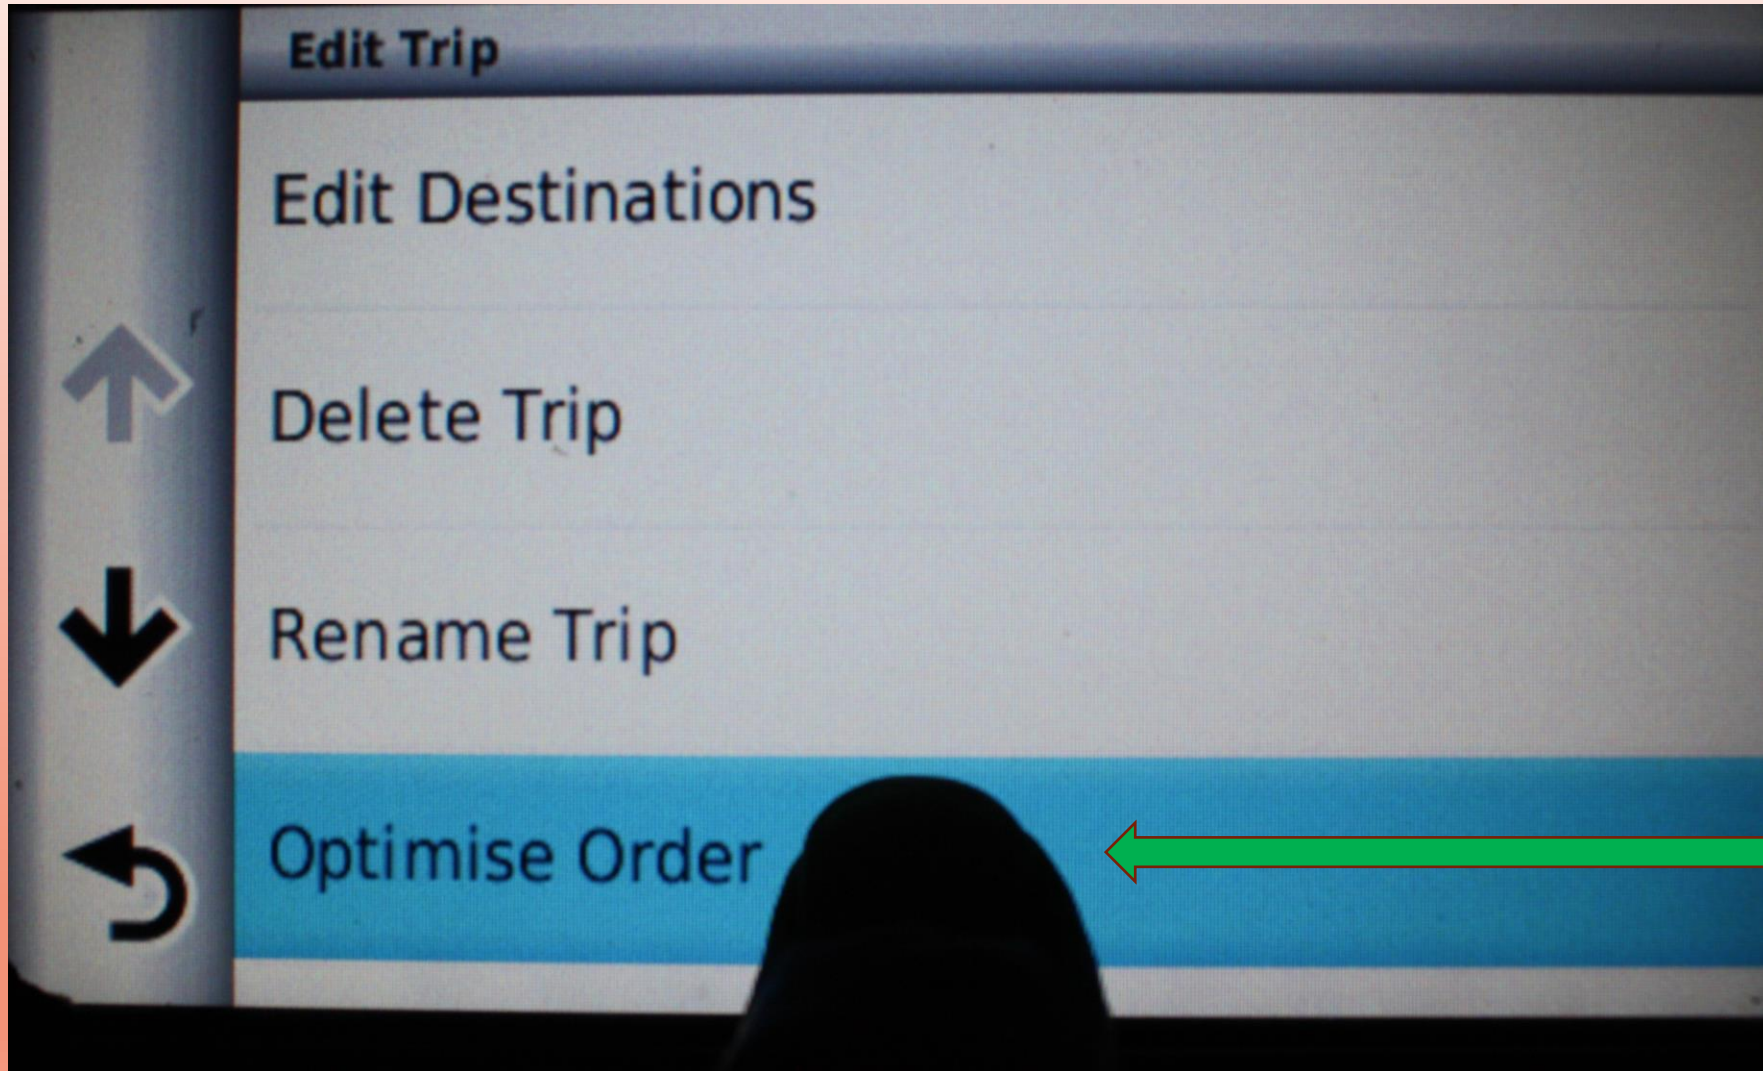 Edit Trip
Edit Destinations
Delete Trip
Rename Trip
Optimise Order